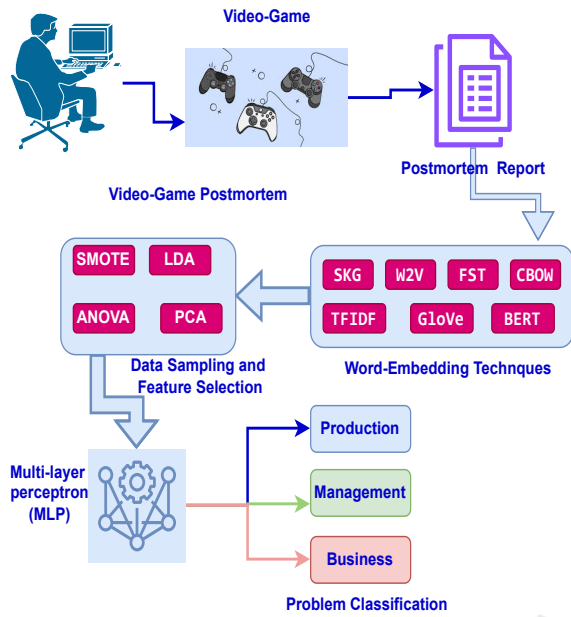 Video-Game
Postmortem Report
Video-Game Postmortem
SMOTE LDA
ANOVA PCA
Data Sampling and
Feature Selection
SKG W2V FST CBOW
TFIDF GloVe BERT
Word-Embedding Technques
Multi-layer
perceptron
(MLP)
Production
Management
Business
Problem Classification